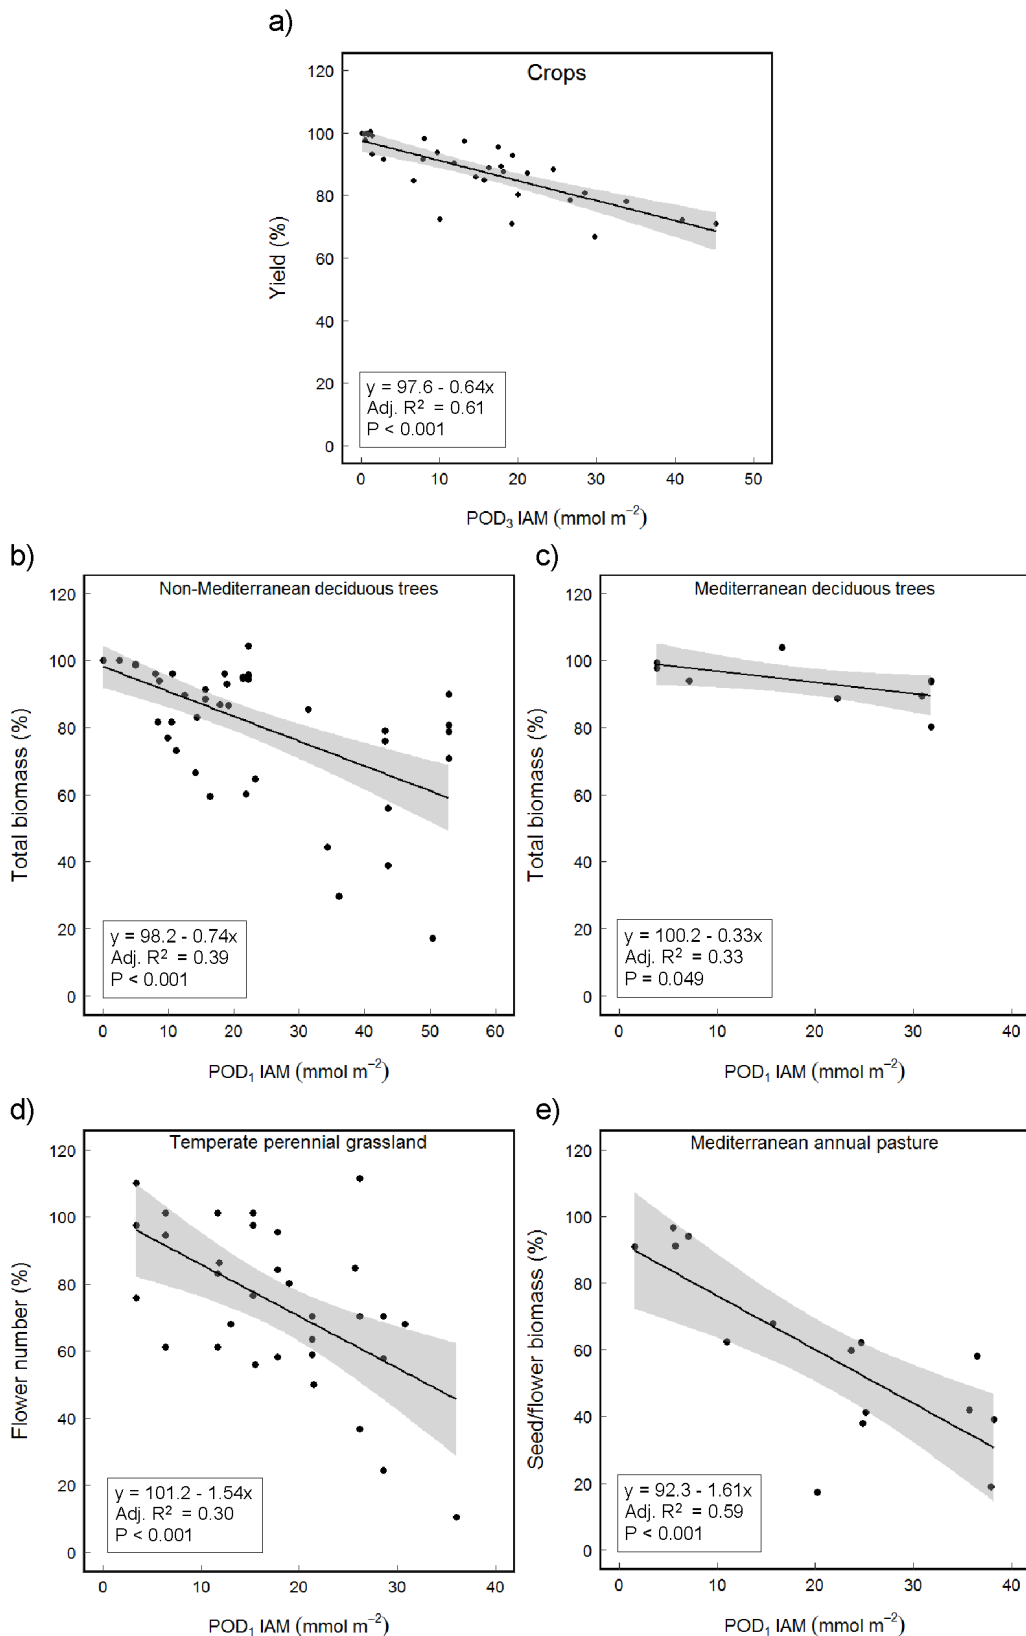 a)
Crops
120
100
80
60
40
20
0
Yield (%)
y = 97.6 - 0.64x
Adj. R² = 0.61
P < 0.001
0 10 20 30 40 50
POD₃ IAM (mmol m⁻²)
b)
Non-Mediterranean deciduous trees
120
100
80
60
40
20
0
Total biomass (%)
y = 98.2 - 0.74x
Adj. R² = 0.39
P < 0.001
0 10 20 30 40 50 60
POD₁ IAM (mmol m⁻²)
c)
Mediterranean deciduous trees
120
100
80
60
40
20
0
Total biomass (%)
y = 100.2 - 0.33x
Adj. R² = 0.33
P = 0.049
0 10 20 30 40
POD₁ IAM (mmol m⁻²)
d)
Temperate perennial grassland
120
100
80
60
40
20
0
Flower number (%)
y = 101.2 - 1.54x
Adj. R² = 0.30
P < 0.001
0 10 20 30 40
POD₁ IAM (mmol m⁻²)
e)
Mediterranean annual pasture
120
100
80
60
40
20
0
Seed/flower biomass (%)
y = 92.3 - 1.61x
Adj. R² = 0.59
P < 0.001
0 10 20 30 40
POD₁ IAM (mmol m⁻²)